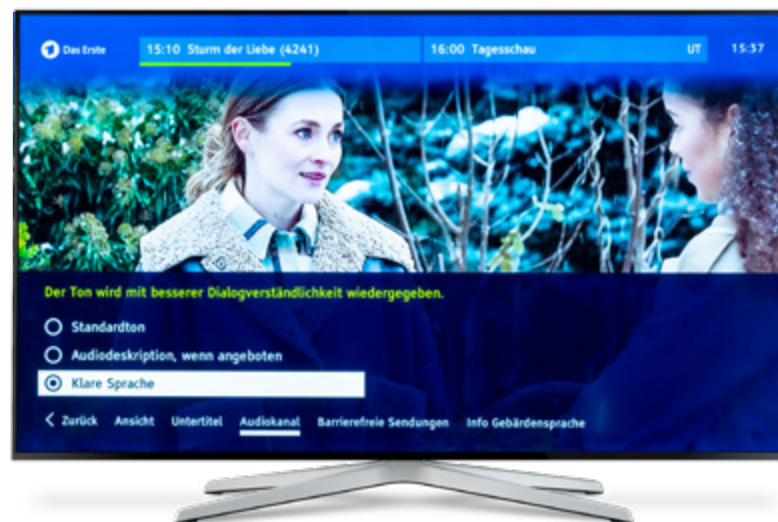 Das Erste
15:10 Sturm der Liebe (4241)
16:00 Tagesschau UT
15:37
Der Ton wird mit besserer Dialogverständlichkeit wiedergegeben.
Standardton
Audiodeskription, wenn angeboten
Klare Sprache
Zurück Ansicht Untertitel Audiokanal Barrierefreie Sendungen Info Gebärdensprache